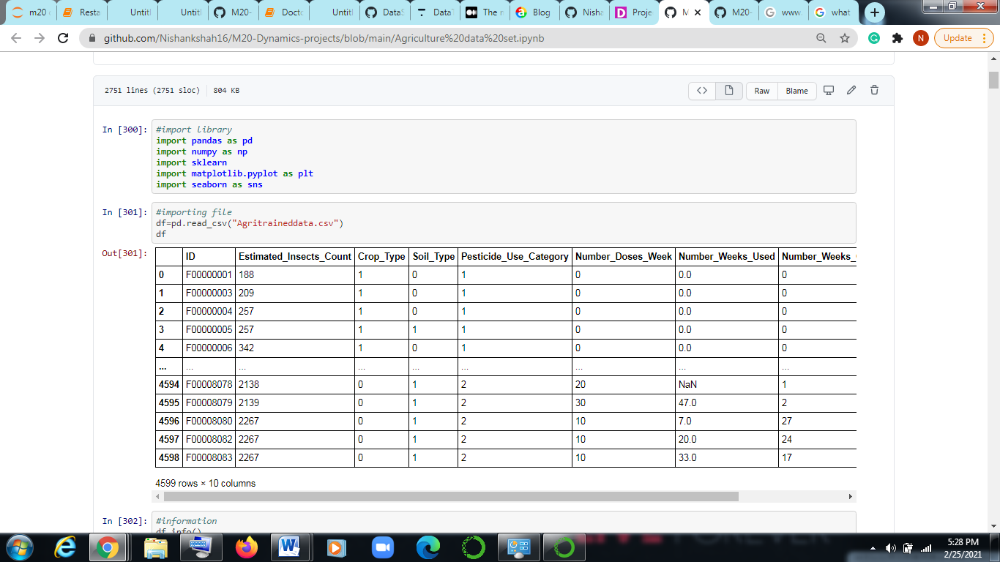 m20
Resta
Untitl
Untitl
M20-
Docto
Untitl
DataS
DataT
The m
Blog
Nisha
Proje
M
M20-
www.
what
github.com/Nishankshah16/M20-Dynamics-projects/blob/main/Agriculture%20data%20set.ipynb
N
Update
2751 lines (2751 sloc) 804 KB
Raw Blame
In [300]: #import library
import pandas as pd
import numpy as np
import sklearn
import matplotlib.pyplot as plt
import seaborn as sns
In [301]: #importing file
df=pd.read_csv("Agritraineddata.csv")
df
Out[301]:
ID Estimated_Insects_Count Crop_Type Soil_Type Pesticide_Use_Category Number_Doses_Week Number_Weeks_Used Number_Weeks_
0 F00000001 188 1 0 1 0 0.0 0
1 F00000003 209 1 0 1 0 0.0 0
2 F00000004 257 1 0 1 0 0.0 0
3 F00000005 257 1 1 1 0 0.0 0
4 F00000006 342 1 0 1 0 0.0 0
... ... ... ... ... ... ... ... ...
4594 F00008078 2138 0 1 2 20 NaN 1
4595 F00008079 2139 0 1 2 30 47.0 2
4596 F00008080 2267 0 1 2 10 7.0 27
4597 F00008082 2267 0 1 2 10 20.0 24
4598 F00008083 2267 0 1 2 10 33.0 17
4599 rows × 10 columns
In [302]: #information
df.info()
5:28 PM
2/25/2021